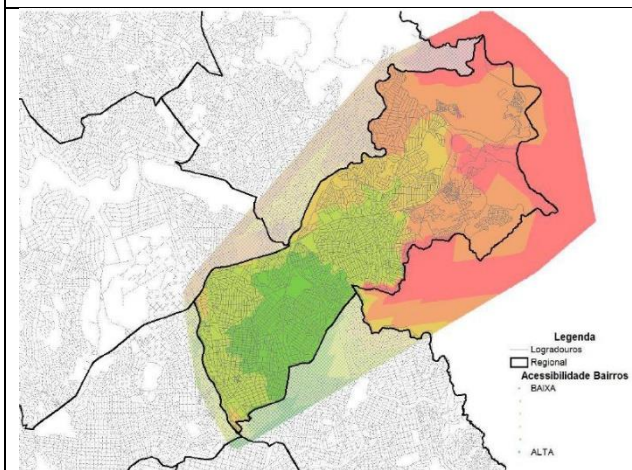 Legenda
Logradouros
Regional
Acessibilidade Bairros
BAIXA
ALTA